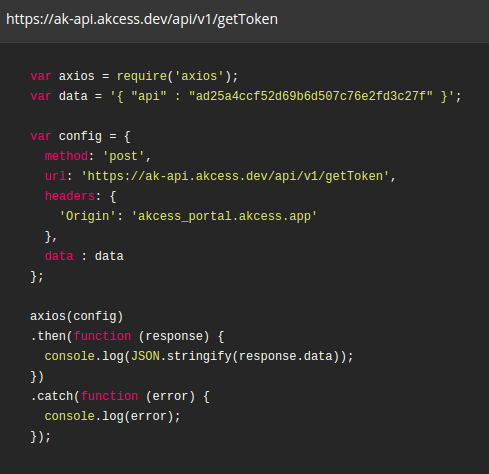 https://ak-api.akcess.dev/api/v1/getToken
var axios = require('axios');
var data = '{ "api" : "ad25a4ccf52d69b6d507c76e2fd3c27f" }';
var config = {
method: 'post',
url: 'https://ak-api.akcess.dev/api/v1/getToken',
headers: {
'Origin': 'akcess_portal.akcess.app'
},
data : data
};
axios(config)
.then(function (response) {
console.log(JSON.stringify(response.data));
})
.catch(function (error) {
console.log(error);
});